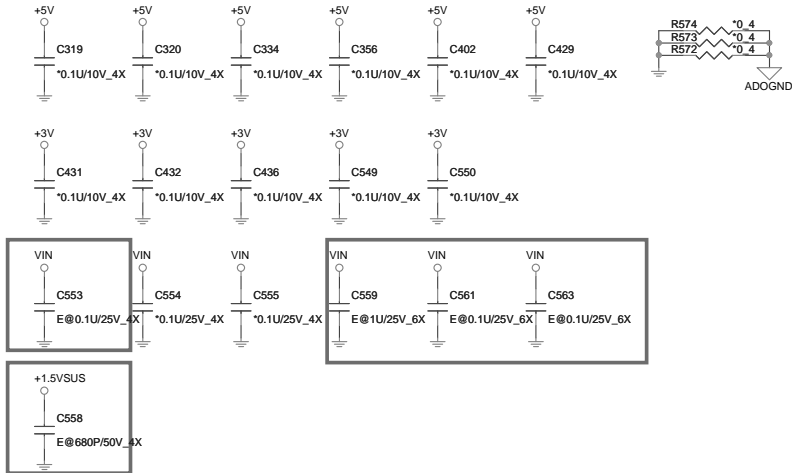 +5V +5V +5V +5V +5V +5V
R574 *0_4
R573 *0_4
R572 *0_4
ADOGND
C319 C320 C334 C356 C402 C429
*0.1U/10V_4X *0.1U/10V_4X *0.1U/10V_4X *0.1U/10V_4X *0.1U/10V_4X *0.1U/10V_4X
+3V +3V +3V +3V +3V
C431 C432 C436 C549 C550
*0.1U/10V_4X *0.1U/10V_4X *0.1U/10V_4X *0.1U/10V_4X *0.1U/10V_4X
VIN VIN VIN VIN VIN VIN
C553 C554 C555 C559 C561 C563
E@0.1U/25V_4X *0.1U/25V_4X *0.1U/25V_4X E@1U/25V_6X E@0.1U/25V_6X E@0.1U/25V_6X
+1.5VSUS
C558
E@680P/50V_4X